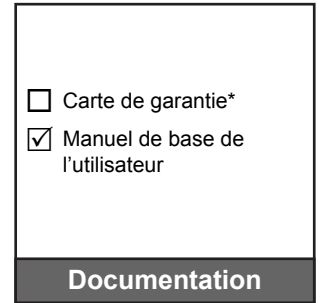 Carte de garantie*
Manuel de base de
l’utilisateur
Documentation